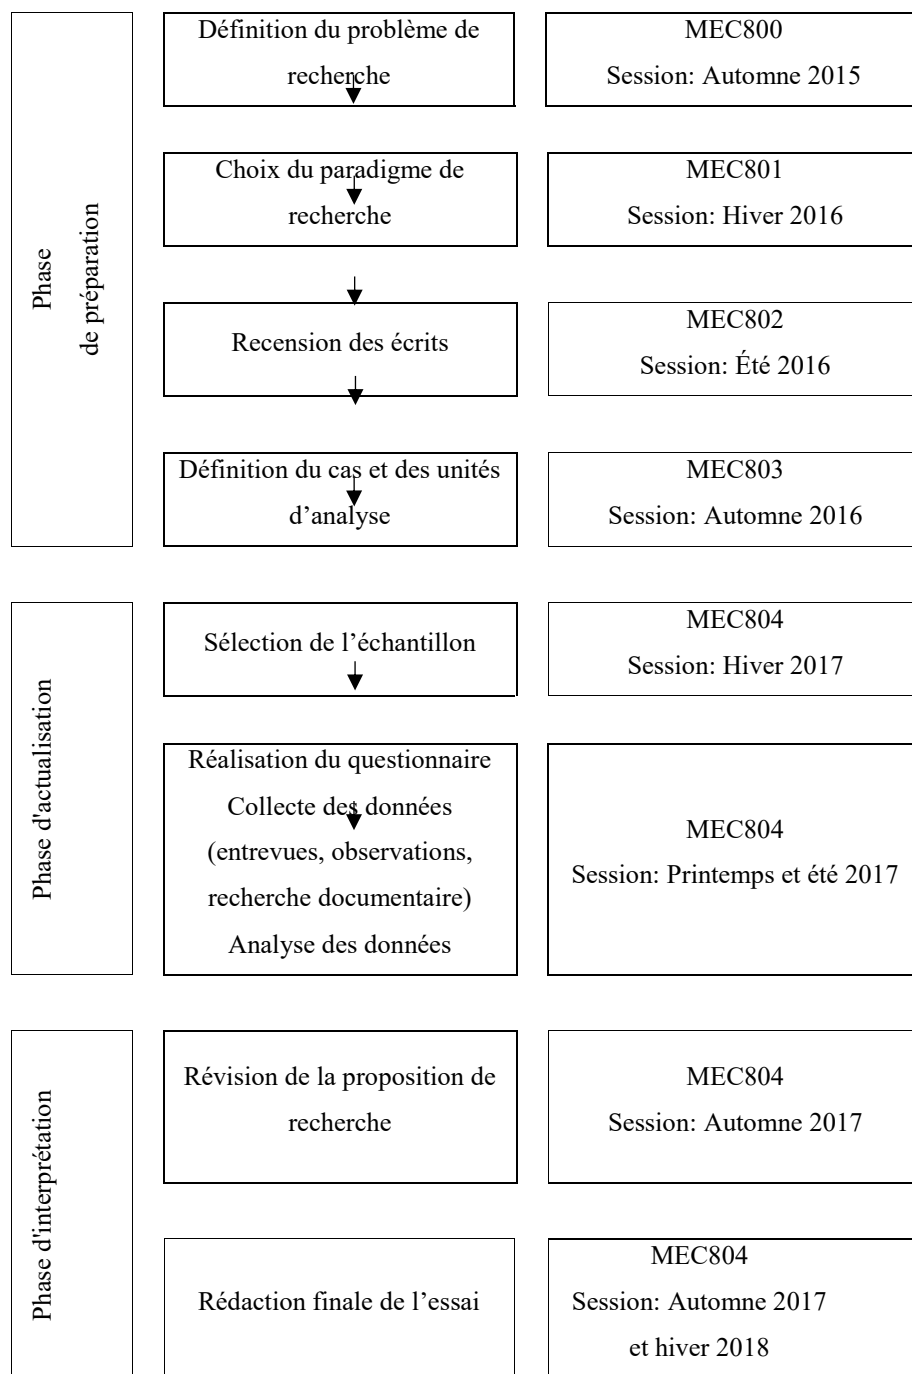 Phase
de préparation
Définition du problème de
recherche
MEC800
Session: Automne 2015
Choix du paradigme de
recherche
MEC801
Session: Hiver 2016
Recension des écrits
MEC802
Session: Été 2016
Définition du cas et des unités
d’analyse
MEC803
Session: Automne 2016
Phase d'actualisation
Sélection de l’échantillon
MEC804
Session: Hiver 2017
Réalisation du questionnaire
Collecte des données
(entrevues, observations,
recherche documentaire)
Analyse des données
MEC804
Session: Printemps et été 2017
Phase d'interprétation
Révision de la proposition de
recherche
MEC804
Session: Automne 2017
Rédaction finale de l’essai
MEC804
Session: Automne 2017
et hiver 2018